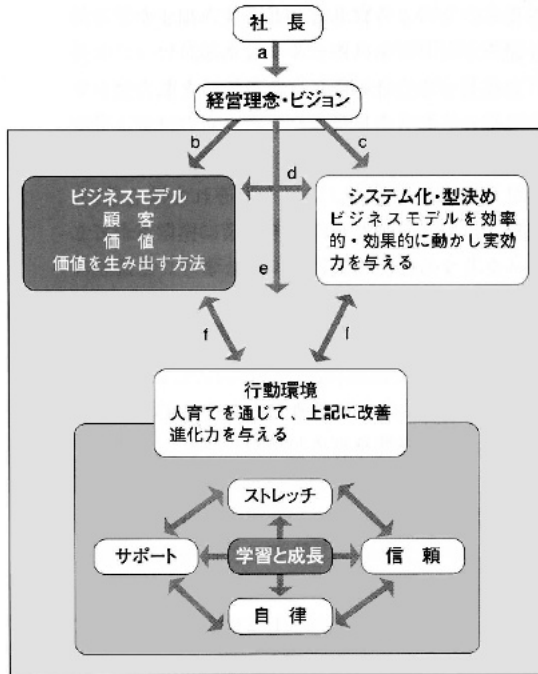 社 長
a
経営理念・ビジョン
b
c
d
ビジネスモデル
顧 客
価 値
価値を生み出す方法
システム化・型決め
ビジネスモデルを効率
的・効果的に動かし実効
力を与える
e
f
f
行動環境
人育てを通じて、上記に改善
進化力を与える
ストレッチ
サポート
学習と成長
信 頼
自 律